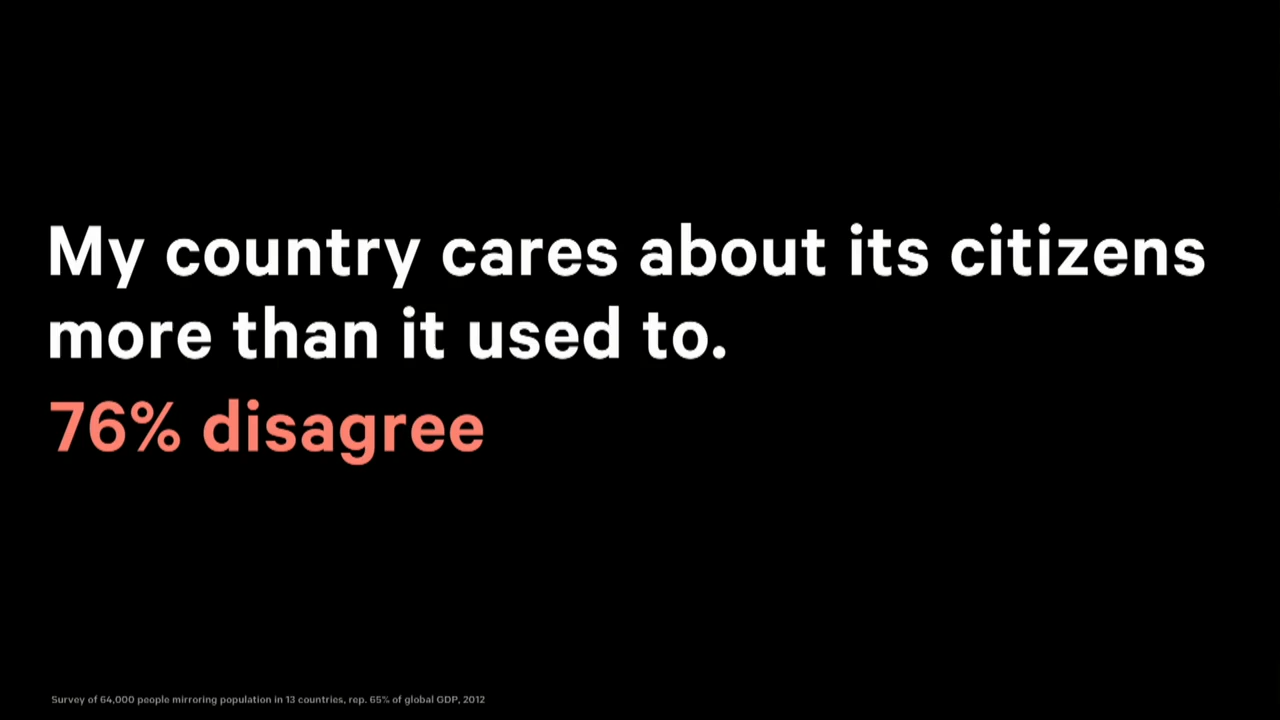 My country cares about its citizens
more than it used to.
76% disagree
Survey of 64,000 people mirroring population in 13 countries, rep. 65% of global GDP, 2012